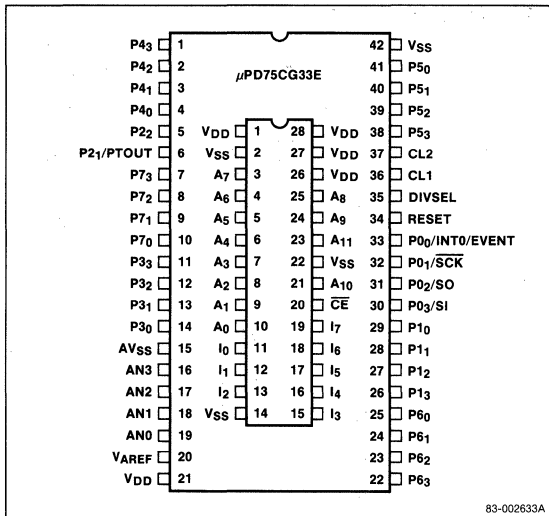 P4₃ 1 42 VSS
P4₂ 2 μPD75CG33E 41 P5₀
P4₁ 3 40 P5₁
P4₀ 4 39 P5₂
P2₂ 5 VDD 1 28 VDD 38 P5₃
P2₁/PTOUT 6 VSS 2 27 VDD 37 CL2
P7₃ 7 A₇ 3 26 VDD 36 CL1
P7₂ 8 A₆ 4 25 A₈ 35 DIVSEL
P7₁ 9 A₅ 5 24 A₉ 34 RESET
P7₀ 10 A₄ 6 23 A₁₁ 33 P0₀/INT0/EVENT
P3₃ 11 A₃ 7 22 VSS 32 P0₁/S̅C̅K̅
P3₂ 12 A₂ 8 21 A₁₀ 31 P0₂/SO
P3₁ 13 A₁ 9 20 C̅E̅ 30 P0₃/SI
P3₀ 14 A₀ 10 19 I₇ 29 P1₀
AVSS 15 I₀ 11 18 I₆ 28 P1₁
AN3 16 I₁ 12 17 I₅ 27 P1₂
AN2 17 I₂ 13 16 I₄ 26 P1₃
AN1 18 VSS 14 15 I₃ 25 P6₀
AN0 19 24 P6₁
VAREF 20 23 P6₂
VDD 21 22 P6₃
83-002633A